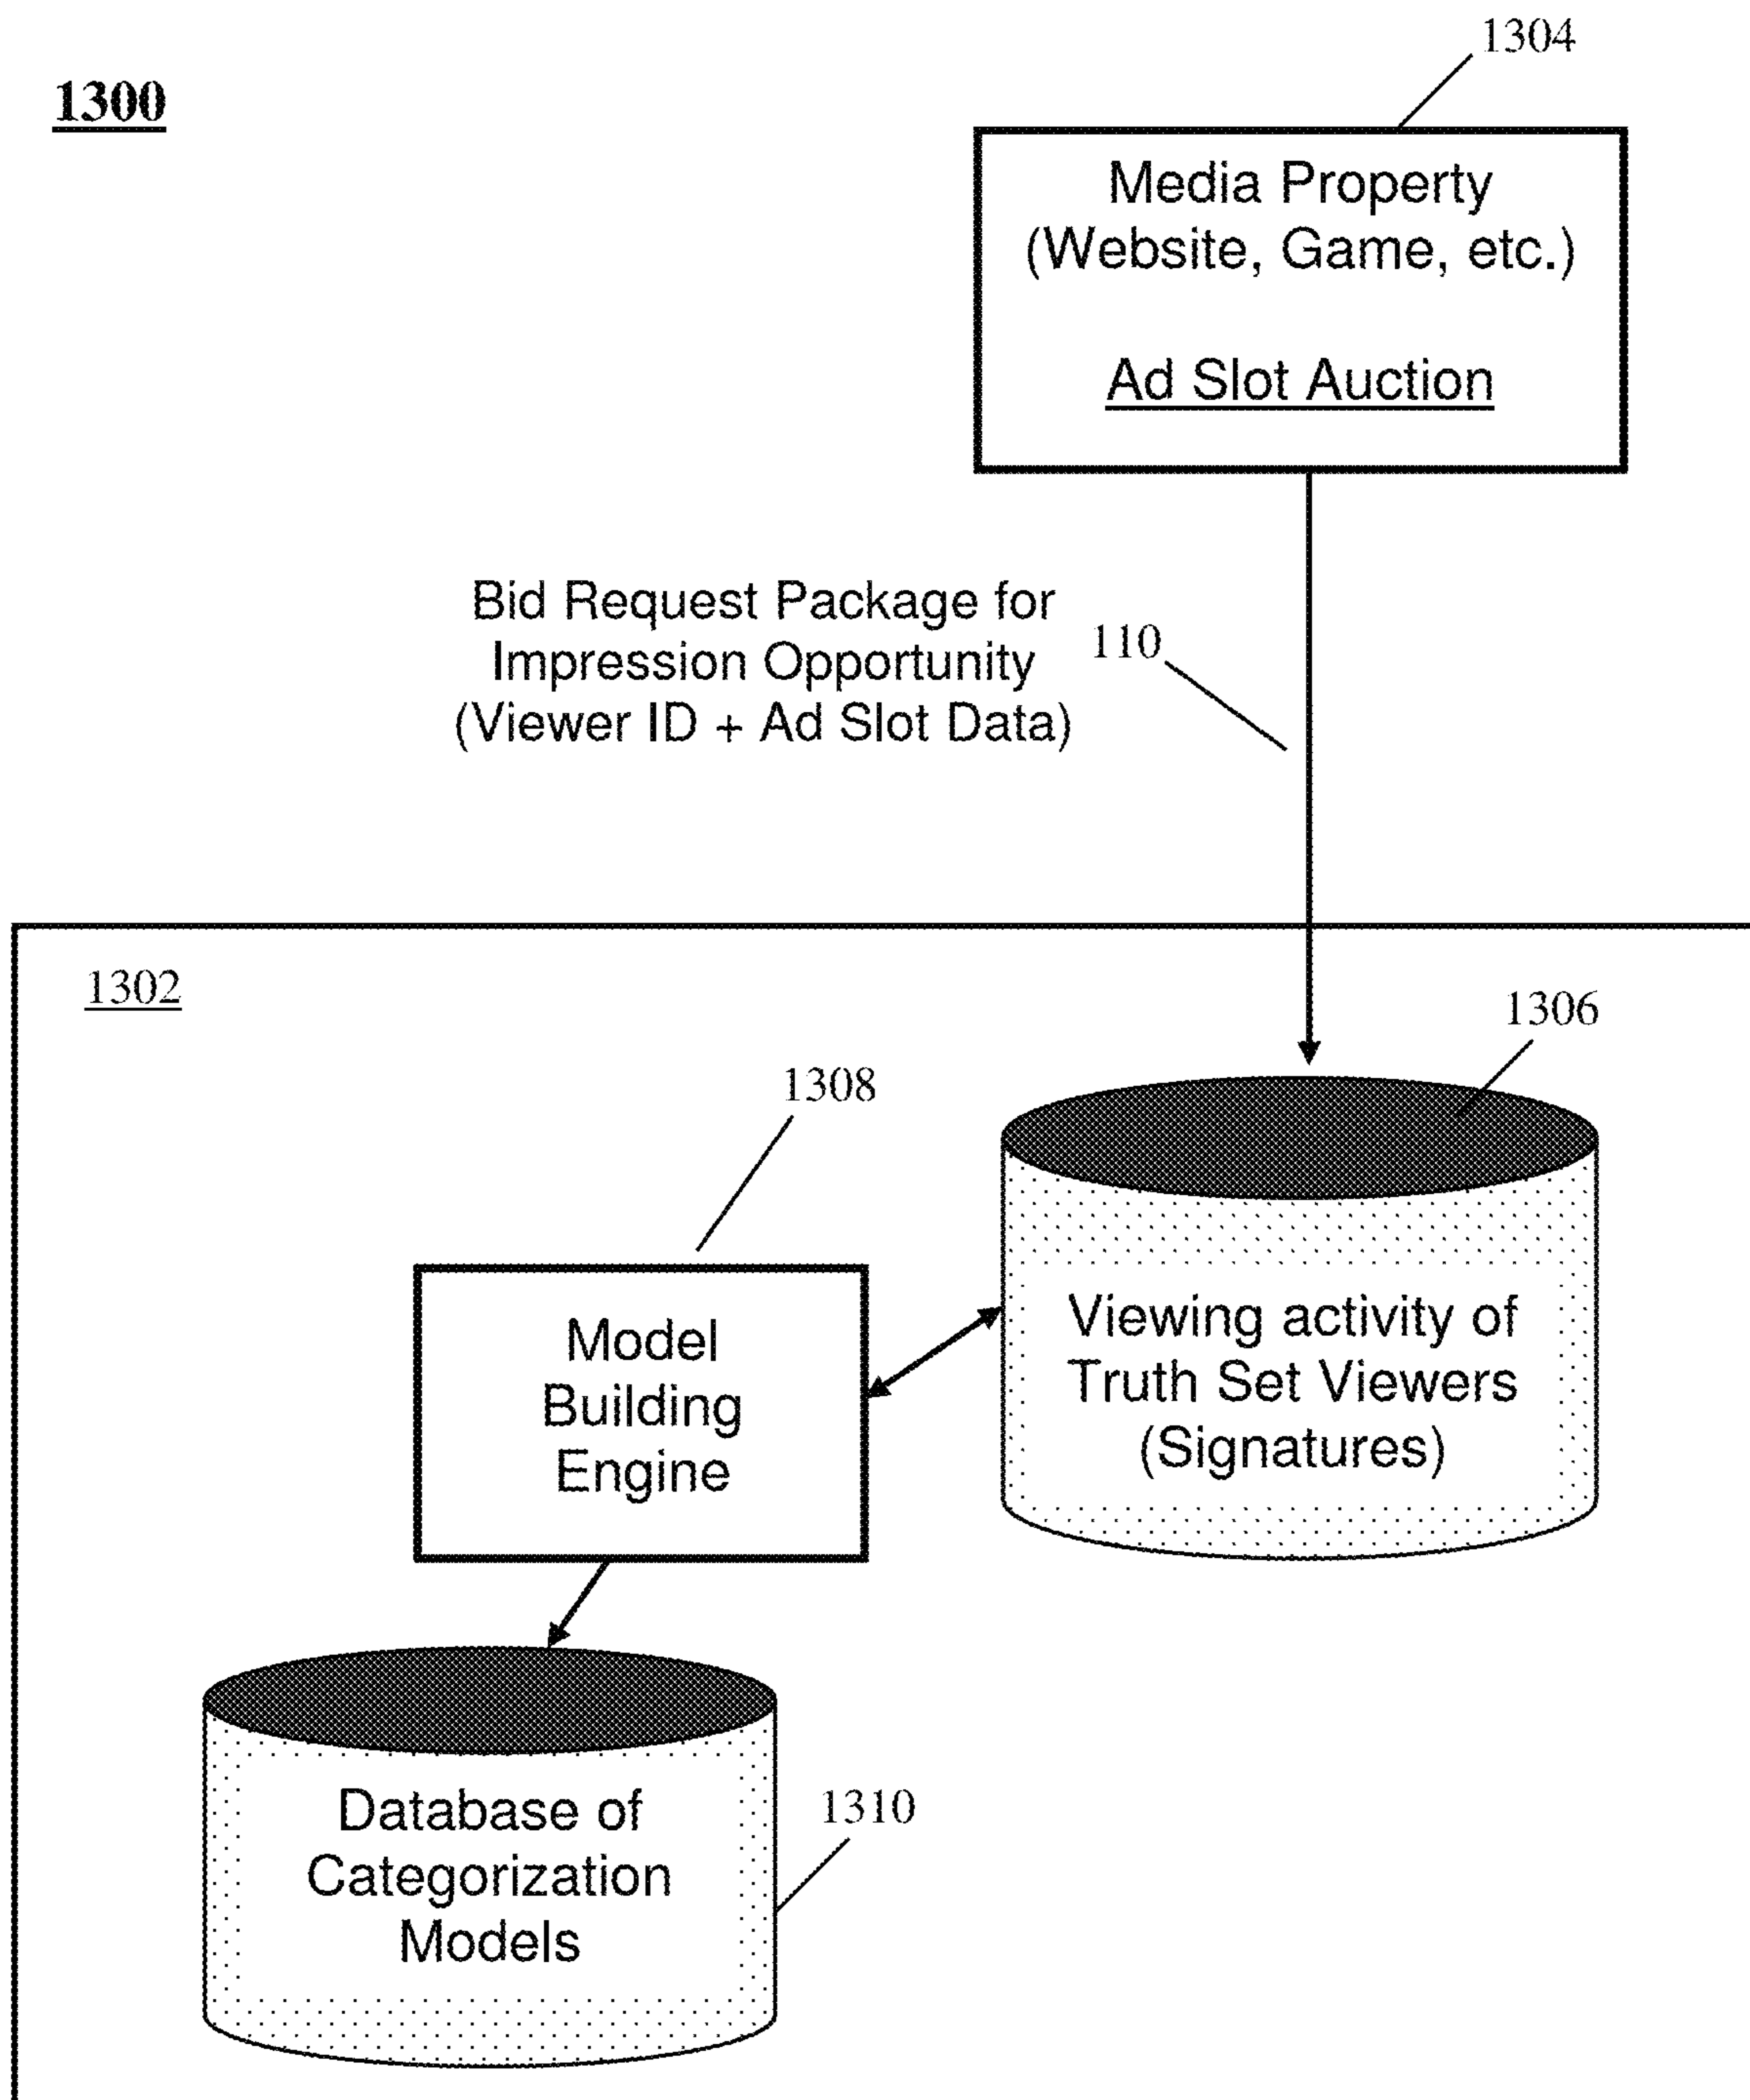 1304
1300
Media Property
(Website, Game, etc.)
Ad Slot Auction
Bid Request Package for
Impression Opportunity
(Viewer ID + Ad Slot Data)
110
1302
1306
1308
Viewing activity of
Truth Set Viewers
(Signatures)
Model
Building
Engine
Database of
Categorization
Models
1310